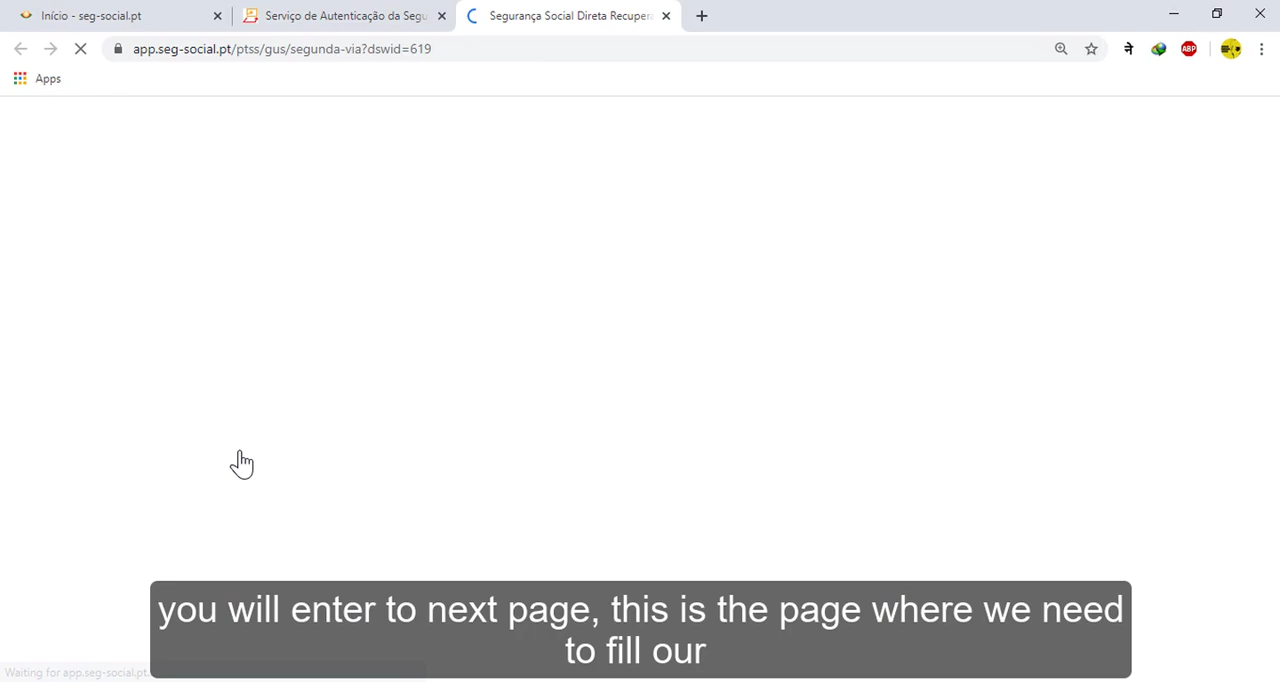 Início - seg-social.pt
Serviço de Autenticação da Segu
Segurança Social Direta Recupera
app.seg-social.pt/ptss/gus/segunda-via?dswid=619
ने
ABP
Apps
you will enter to next page, this is the page where we need
to fill our
Waiting for app.seg-social.pt...